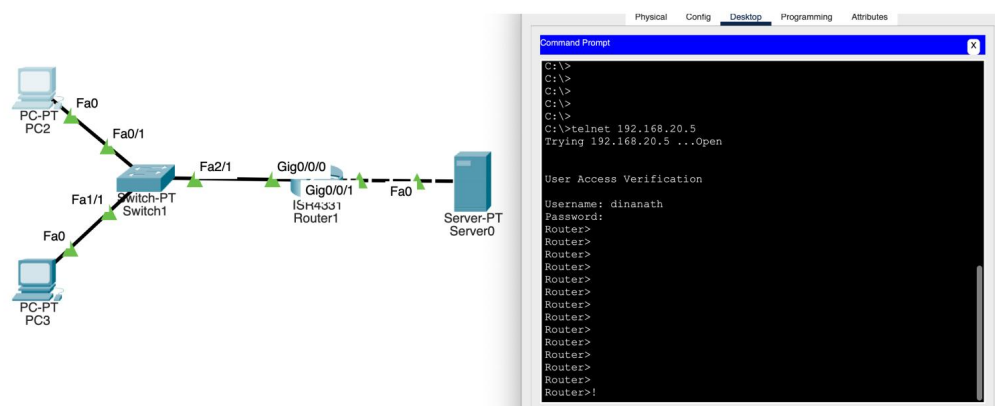 Fa0
PC-PT
PC2
Fa0/1
Fa2/1
Gig0/0/0
Fa1/1
Switch-PT
Switch1
Gig0/0/1
Fa0
ISR4331
Router1
Server-PT
Server0
Fa0
PC-PT
PC3
Physical Config Desktop Programming Attributes
Command Prompt
X
C:\>
C:\>
C:\>
C:\>
C:\>
C:\>telnet 192.168.20.5
Trying 192.168.20.5 ...Open
User Access Verification
Username: dinanath
Password:
Router>
Router>
Router>
Router>
Router>
Router>
Router>
Router>
Router>
Router>
Router>
Router>
Router>
Router>!